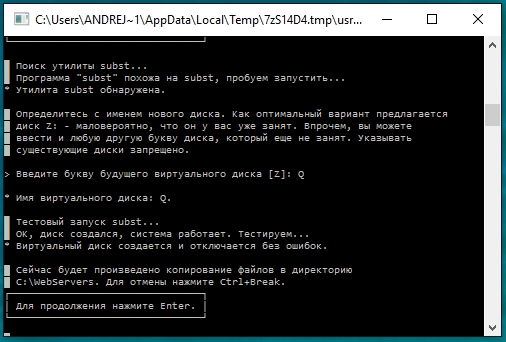 C:\Users\ANDREJ~1\AppData\Local\Temp\7zS14D4.tmp\usr...
Поиск утилиты subst...
Программа "subst" похожа на subst, пробуем запустить...
* Утилита subst обнаружена.
Определитесь с именем нового диска. Как оптимальный вариант предлагается
диск Z: - маловероятно, что он у вас уже занят. Впрочем, вы можете
ввести и любую другую букву диска, который еще не занят. Указывать
существующие диски запрещено.
> Введите букву будущего виртуального диска [Z]: Q
* Имя виртуального диска: Q.
Тестовый запуск subst...
ОК, диск создался, система работает. Тестируем...
* Виртуальный диск создается и отключается без ошибок.
Сейчас будет произведено копирование файлов в директорию
C:\WebServers. Для отмены нажмите Ctrl+Break.
Для продолжения нажмите Enter.